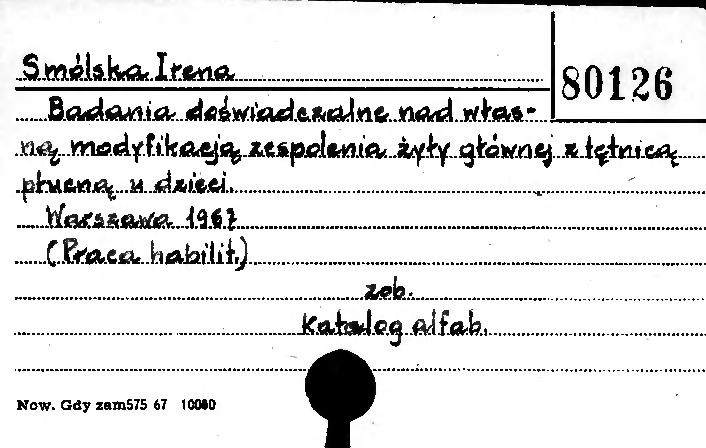 Smólska Irena
80126
Badania doświadczalne nad włas-
ną modyfikacją zespolenia żyły głównej z tętnicą
płucną u dzieci.
Warszawa 1967
(Praca habilit.)
zob.
Katalog alfab.
Now. Gdy zam575 67 10000